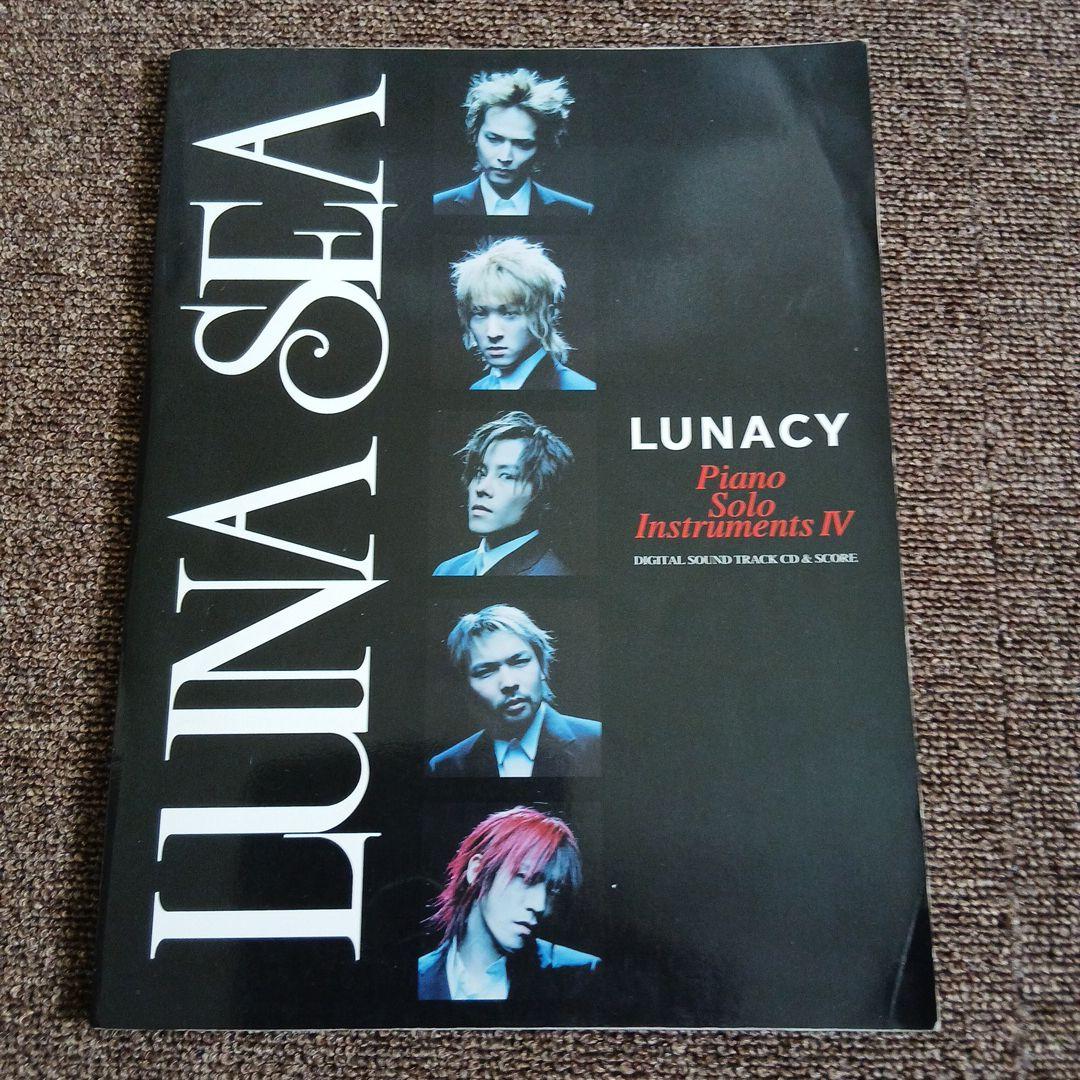 LUNA SEA
LUNACY
Piano
Solo
Instruments IV
DIGITAL SOUND TRACK CD & SCORE